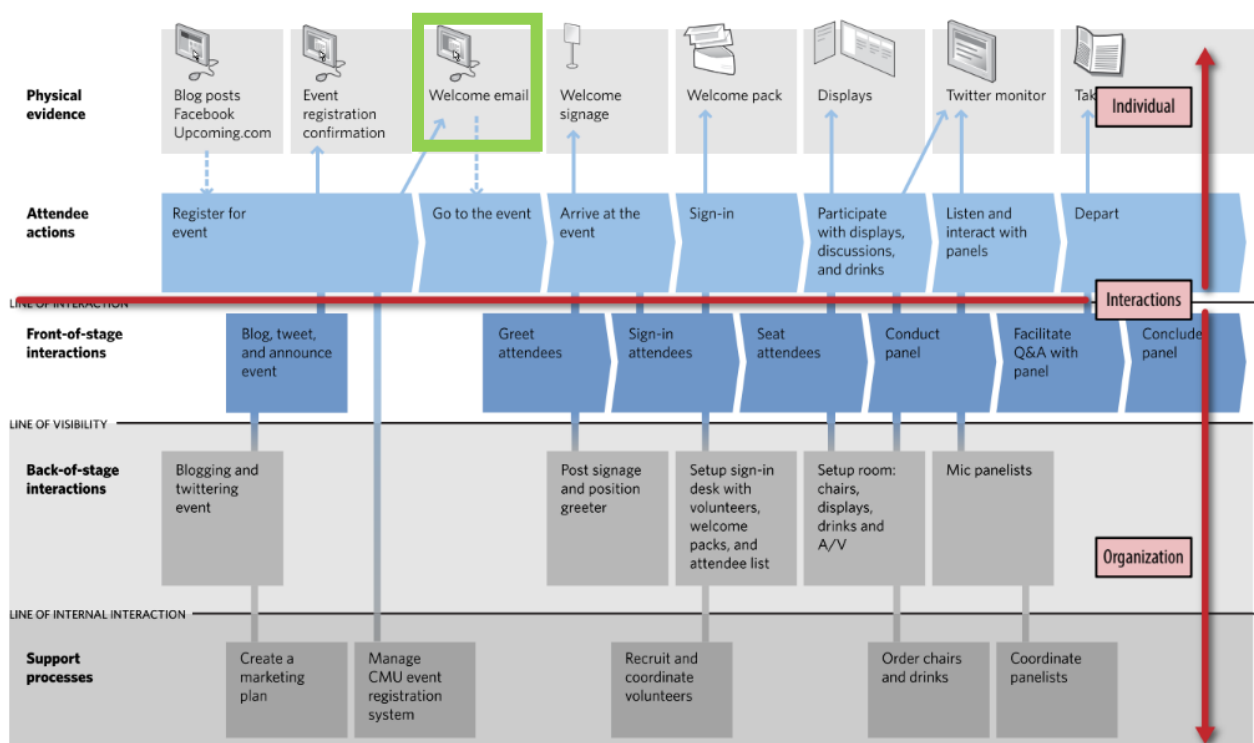 Physical
evidence
Blog posts
Facebook
Upcoming.com
Event
registration
confirmation
Welcome email
Welcome
signage
Welcome pack
Displays
Twitter monitor
Individual
Attendee
actions
Register for
event
Go to the event
Arrive at the
event
Sign-in
Participate
with displays,
discussions,
and drinks
Listen and
interact with
panels
Depart
LINE OF INTERACTION
Interactions
Front-of-stage
interactions
Blog, tweet,
and announce
event
Greet
attendees
Sign-in
attendees
Seat
attendees
Conduct
panel
Facilitate
Q&A with
panel
Conclude
panel
LINE OF VISIBILITY
Back-of-stage
interactions
Blogging and
twittering
event
Post signage
and position
greeter
Setup sign-in
desk with
volunteers,
welcome
packs, and
attendee list
Setup room:
chairs,
displays,
drinks and
A/V
Mic panelists
Organization
LINE OF INTERNAL INTERACTION
Support
processes
Create a
marketing
plan
Manage
CMU event
registration
system
Recruit and
coordinate
volunteers
Order chairs
and drinks
Coordinate
panelists